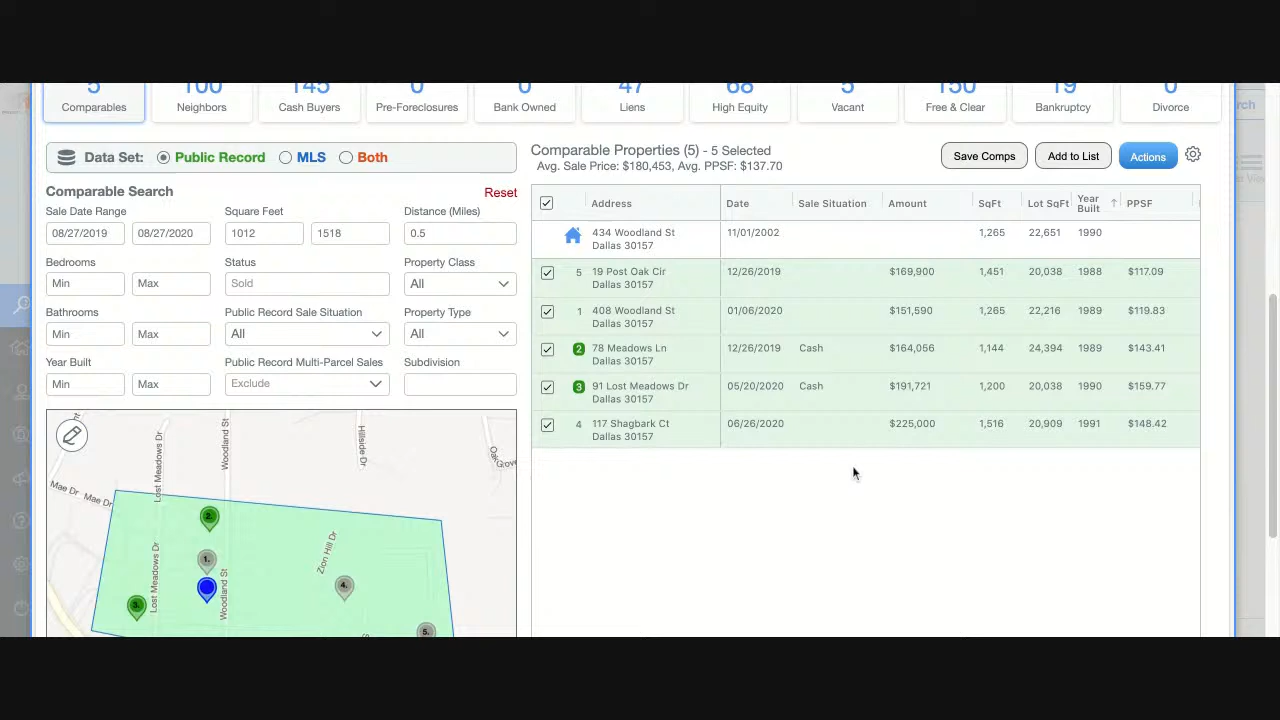 5 100 145 0 0 47 68 5 150 19 0
Comparables Neighbors Cash Buyers Pre-Foreclosures Bank Owned Liens High Equity Vacant Free & Clear Bankruptcy Divorce
Data Set: Public Record MLS Both
Comparable Search Reset
Sale Date Range Square Feet Distance (Miles)
08/27/2019 08/27/2020 1012 1518 0.5
Bedrooms Status Property Class
Min Max Sold All
Bathrooms Public Record Sale Situation Property Type
Min Max All All
Year Built Public Record Multi-Parcel Sales Subdivision
Min Max Exclude
Mae Dr Mae Dr
Lost Meadows Dr
Woodland St
Hillside Dr
2.
1.
Zion Hill Dr
4.
Lost Meadows Dr
3.
Woodland St
5.
Comparable Properties (5) - 5 Selected
Avg. Sale Price: $180,453, Avg. PPSF: $137.70
Save Comps Add to List Actions
Address Date Sale Situation Amount SqFt Lot SqFt Year Built ↑ PPSF
434 Woodland St 11/01/2002 1,265 22,651 1990
Dallas 30157
5 19 Post Oak Cir 12/26/2019 $169,900 1,451 20,038 1988 $117.09
Dallas 30157
1 408 Woodland St 01/06/2020 $151,590 1,265 22,216 1989 $119.83
Dallas 30157
2 78 Meadows Ln 12/26/2019 Cash $164,056 1,144 24,394 1989 $143.41
Dallas 30157
3 91 Lost Meadows Dr 05/20/2020 Cash $191,721 1,200 20,038 1990 $159.77
Dallas 30157
4 117 Shagbark Ct 06/26/2020 $225,000 1,516 20,909 1991 $148.42
Dallas 30157